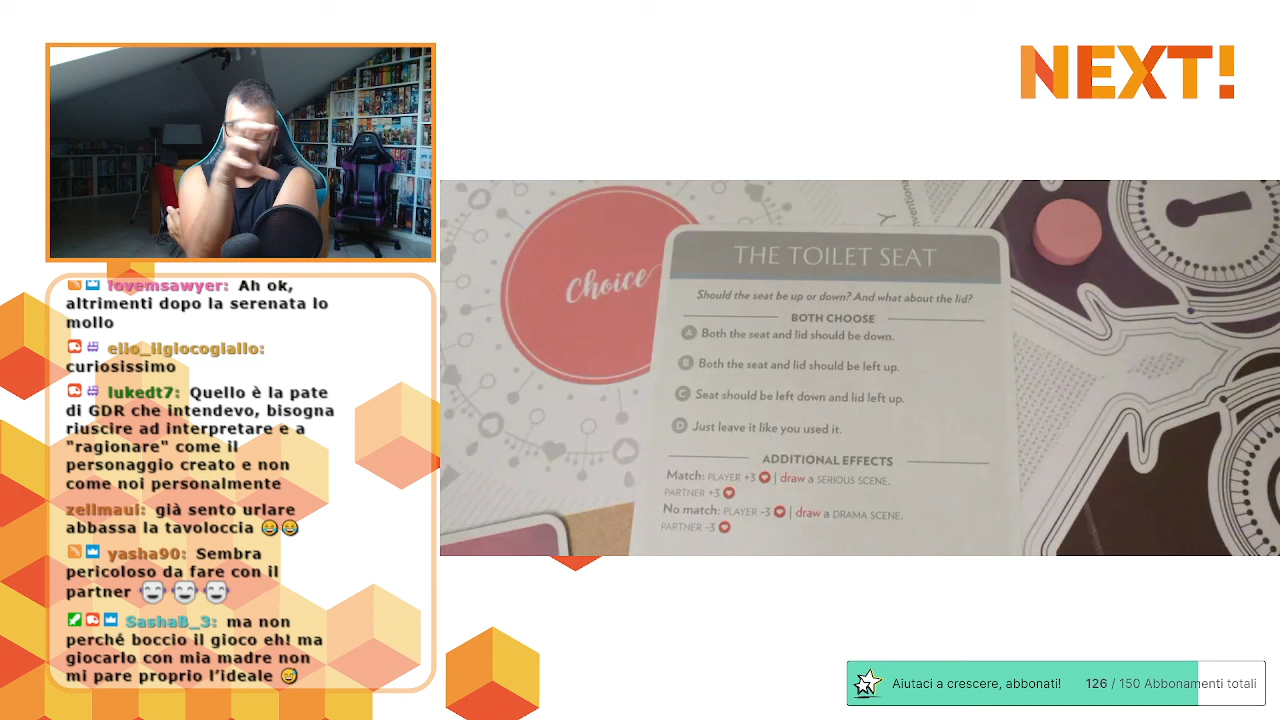 NEXT!
lovemsawyer: Ah ok,
altrimenti dopo la serenata lo
mollo
elio_ilgiocogiallo:
curiosissimo
lukedt7: Quello è la pate
di GDR che intendevo, bisogna
riuscire ad interpretare e a
"ragionare" come il
personaggio creato e non
come noi personalmente
zellmaui: già sento urlare
abbassa la tavoloccia 😂😂
yasha90: Sembra
pericoloso da fare con il
partner
SashaB_3: ma non
perché boccio il gioco eh! ma
giocarlo con mia madre non
mi pare proprio l’ideale 😅
choice
THE TOILET SEAT
Should the seat be up or down? And what about the lid?
BOTH CHOOSE
A Both the seat and lid should be down.
B Both the seat and lid should be left up.
C Seat should be left down and lid left up.
D Just leave it like you used it.
ADDITIONAL EFFECTS
Match: PLAYER +3 | draw a SERIOUS SCENE.
PARTNER +3
No match: PLAYER -3 | draw a DRAMA SCENE.
PARTNER -3
Aiutaci a crescere, abbonati! 126 / 150 Abbonamenti totali